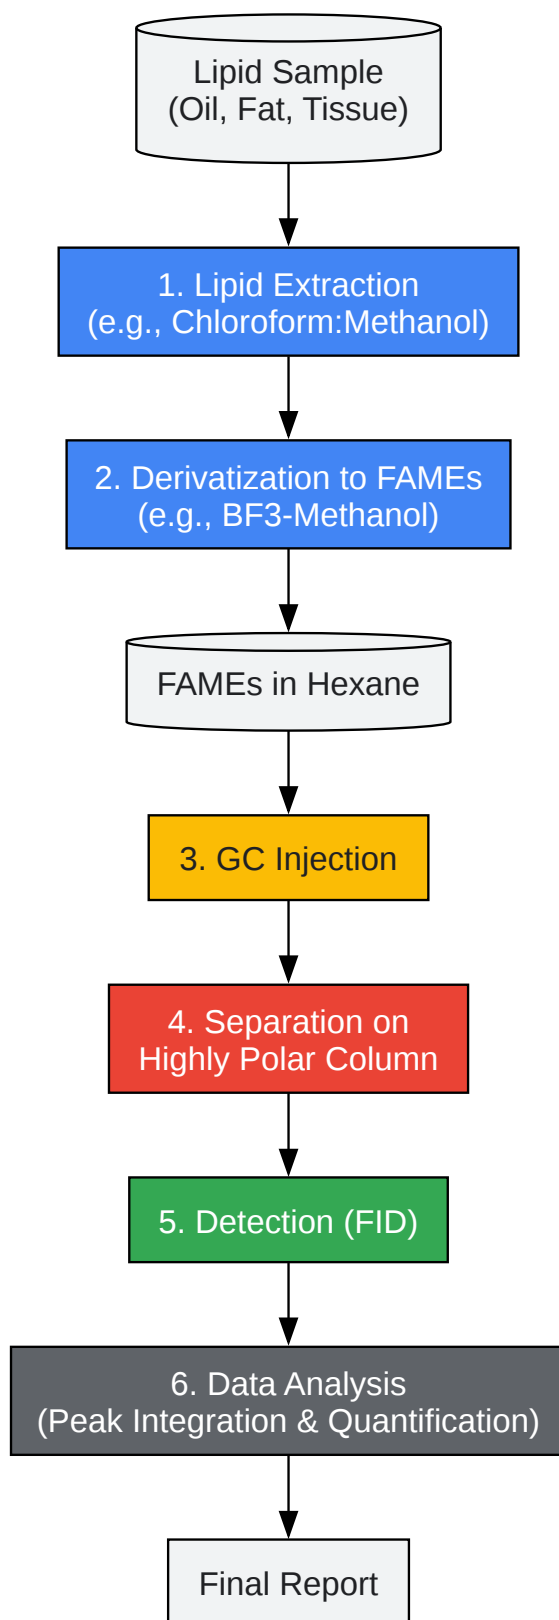 Lipid Sample
(Oil, Fat, Tissue)
1. Lipid Extraction
(e.g., Chloroform:Methanol)
2. Derivatization to FAMEs
(e.g., BF3-Methanol)
FAMEs in Hexane
3. GC Injection
4. Separation on
Highly Polar Column
5. Detection (FID)
6. Data Analysis
(Peak Integration & Quantification)
Final Report